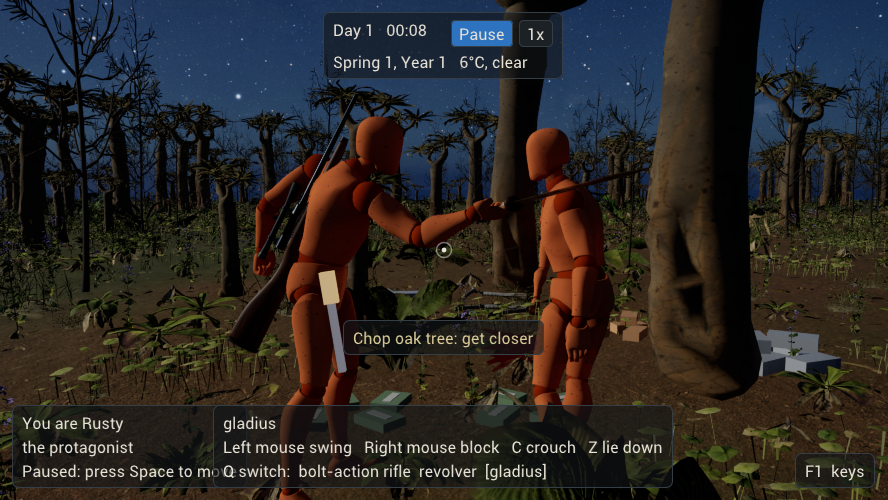 Day 1 00:08 Pause 1x
Spring 1, Year 1 6°C, clear
Chop oak tree: get closer
You are Rusty
the protagonist
Paused: press Space to mo
gladius
Left mouse swing Right mouse block C crouch Z lie down
Q switch: bolt-action rifle revolver [gladius]
F1 keys